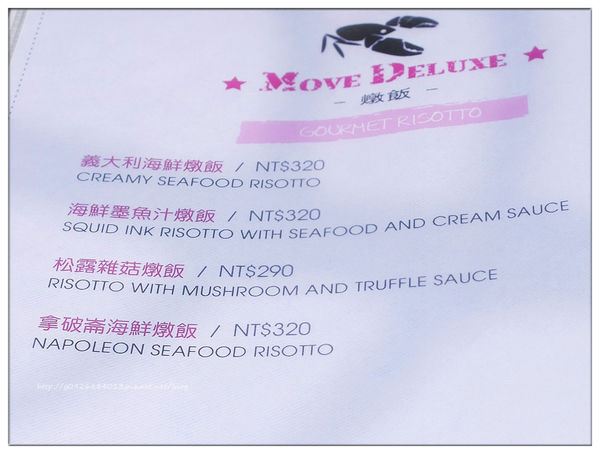 MOVE DELUXE
– 燉飯 –
GOURMET RISOTTO
義大利海鮮燉飯 / NT$320
CREAMY SEAFOOD RISOTTO
海鮮墨魚汁燉飯 / NT$320
SQUID INK RISOTTO WITH SEAFOOD AND CREAM SAUCE
松露雜菇燉飯 / NT$290
RISOTTO WITH MUSHROOM AND TRUFFLE SAUCE
拿破崙海鮮燉飯 / NT$320
NAPOLEON SEAFOOD RISOTTO